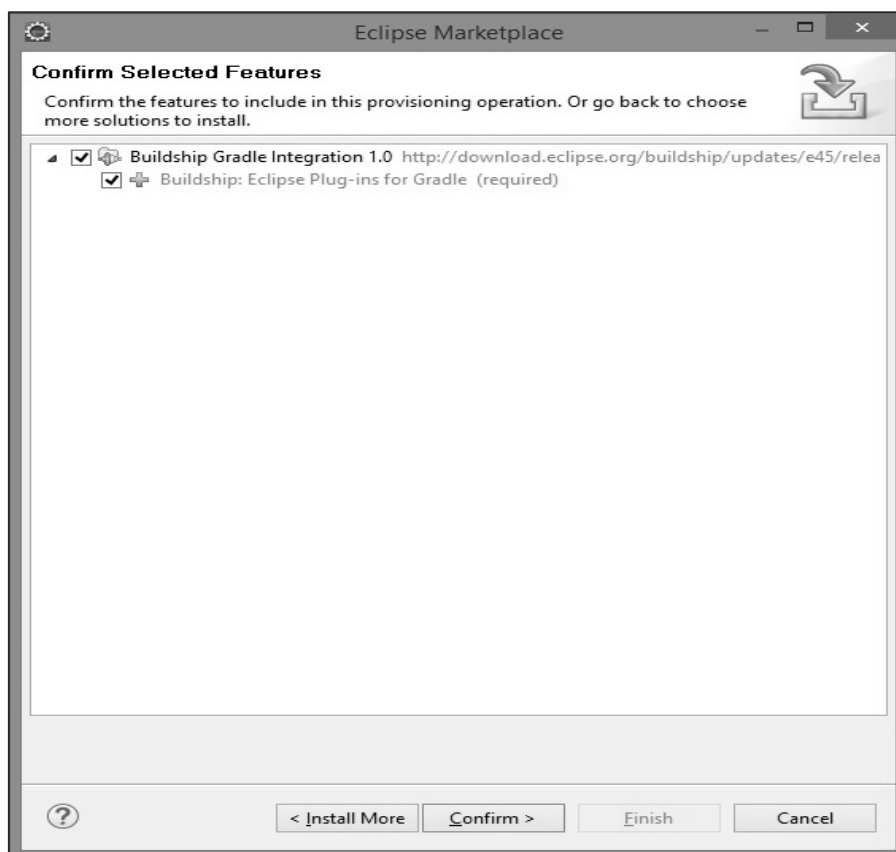 Eclipse Marketplace
Confirm Selected Features
Confirm the features to include in this provisioning operation. Or go back to choose
more solutions to install.
Buildship Gradle Integration 1.0 http://download.eclipse.org/buildship/updates/e45/relea
Buildship: Eclipse Plug-ins for Gradle (required)
? < Install More Confirm > Finish Cancel